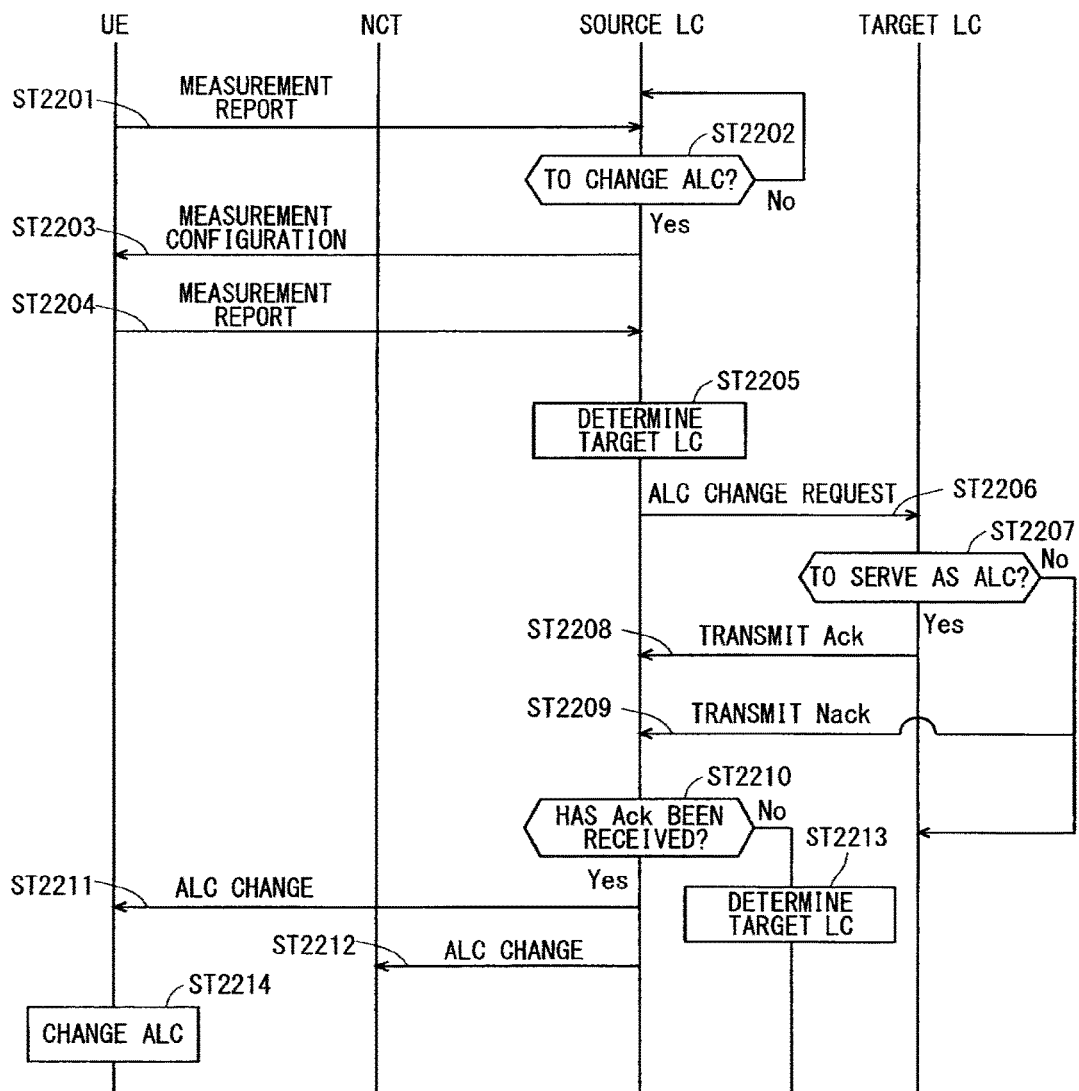 UE
NCT
SOURCE LC
TARGET LC
MEASUREMENT
REPORT
ST2201
ST2202
TO CHANGE ALC?
No
Yes
MEASUREMENT
CONFIGURATION
ST2203
MEASUREMENT
REPORT
ST2204
ST2205
DETERMINE
TARGET LC
ALC CHANGE REQUEST
ST2206
ST2207
TO SERVE AS ALC?
No
Yes
ST2208
TRANSMIT Ack
ST2209
TRANSMIT Nack
ST2210
HAS Ack BEEN
RECEIVED?
No
Yes
ST2213
DETERMINE
TARGET LC
ST2211
ALC CHANGE
ST2212
ALC CHANGE
ST2214
CHANGE ALC